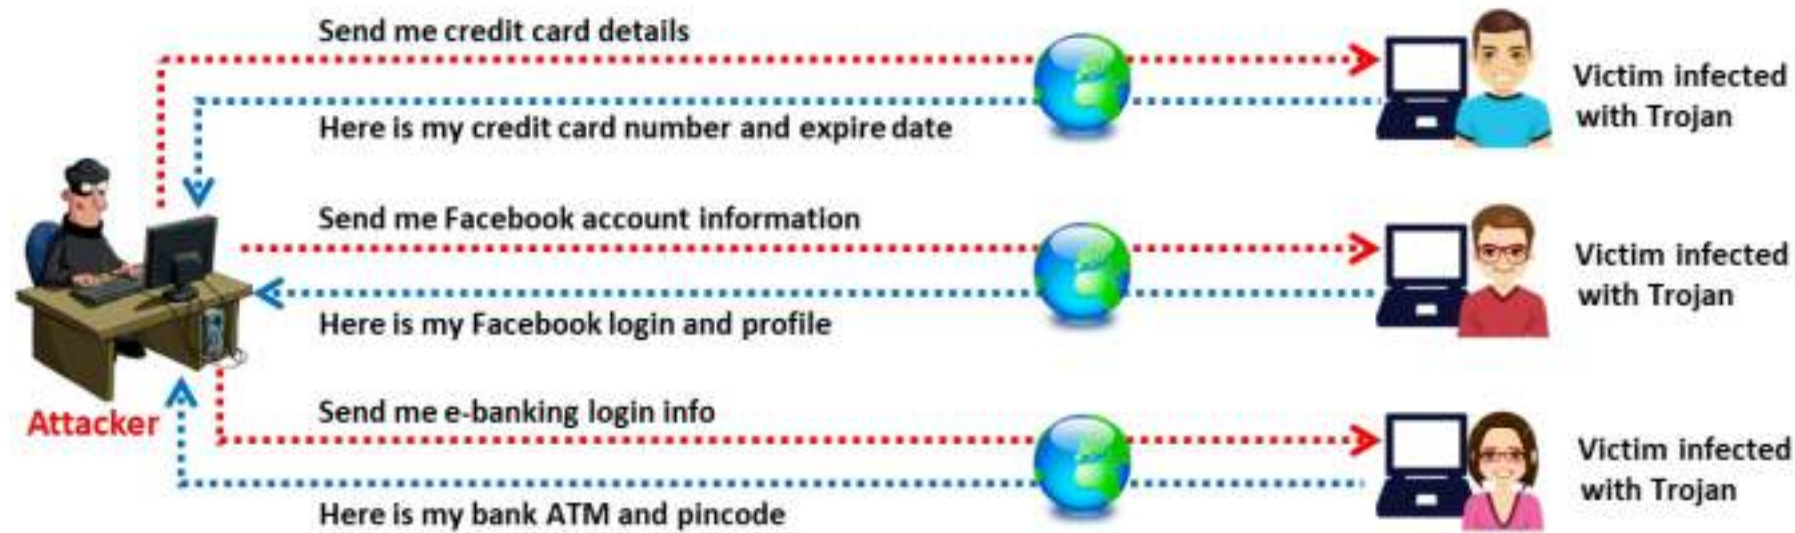 Send me credit card details
Here is my credit card number and expire date
Victim infected
with Trojan
Send me Facebook account information
Here is my Facebook login and profile
Victim infected
with Trojan
Attacker
Send me e-banking login info
Here is my bank ATM and pincode
Victim infected
with Trojan